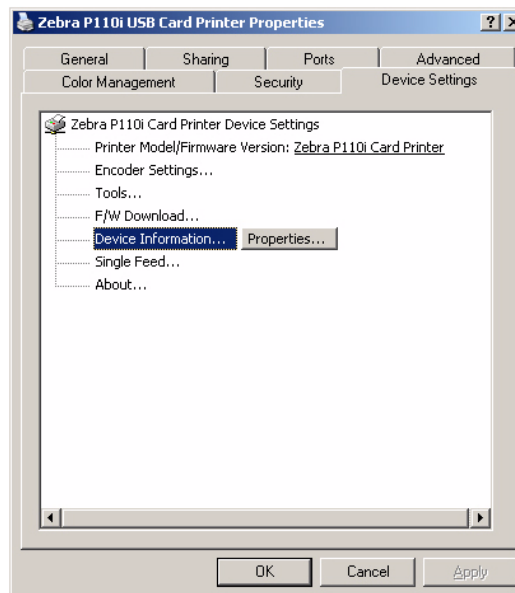 Zebra P110i USB Card Printer Properties
General Sharing Ports Advanced
Color Management Security Device Settings
Zebra P110i Card Printer Device Settings
Printer Model/Firmware Version: Zebra P110i Card Printer
Encoder Settings...
Tools...
F/W Download...
Device Information... Properties...
Single Feed...
About...
OK Cancel Apply